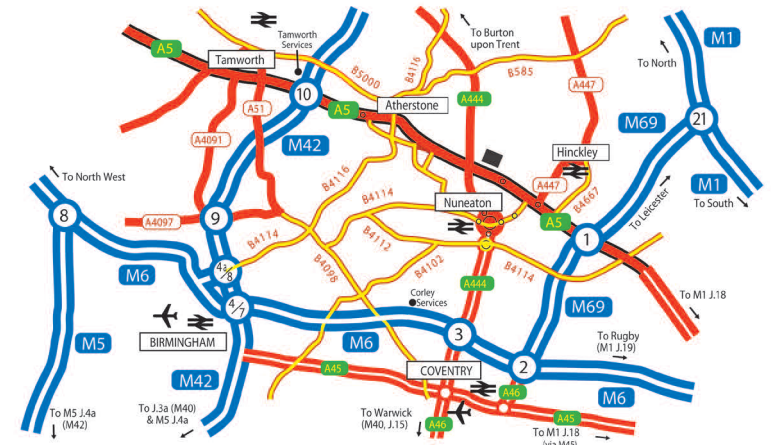 To Burton
upon Trent
M1
Tamworth
Services
A5
Tamworth
B5000
B4116
B585
A447
To North
10
A5
Atherstone
A444
A51
M69
21
A4091
M42
Hinckley
To North West
B4116
A447
B4667
M1
To South
B4114
Nuneaton
To Leicester
8
A4097
9
A5
B4114
B4112
1
M6
4a/
8
B4098
B4102
B4114
A444
Corley
Services
M69
To M1 J.18
4/
7
BIRMINGHAM
M6
3
To Rugby
(M1 J.19)
M5
M42
A45
COVENTRY
2
M6
A46
To M5 J.4a
(M42)
To J.3a (M40)
& M5 J.4a
To Warwick
(M40, J.15)
A46
A45
To M1 J.18
(via M45)